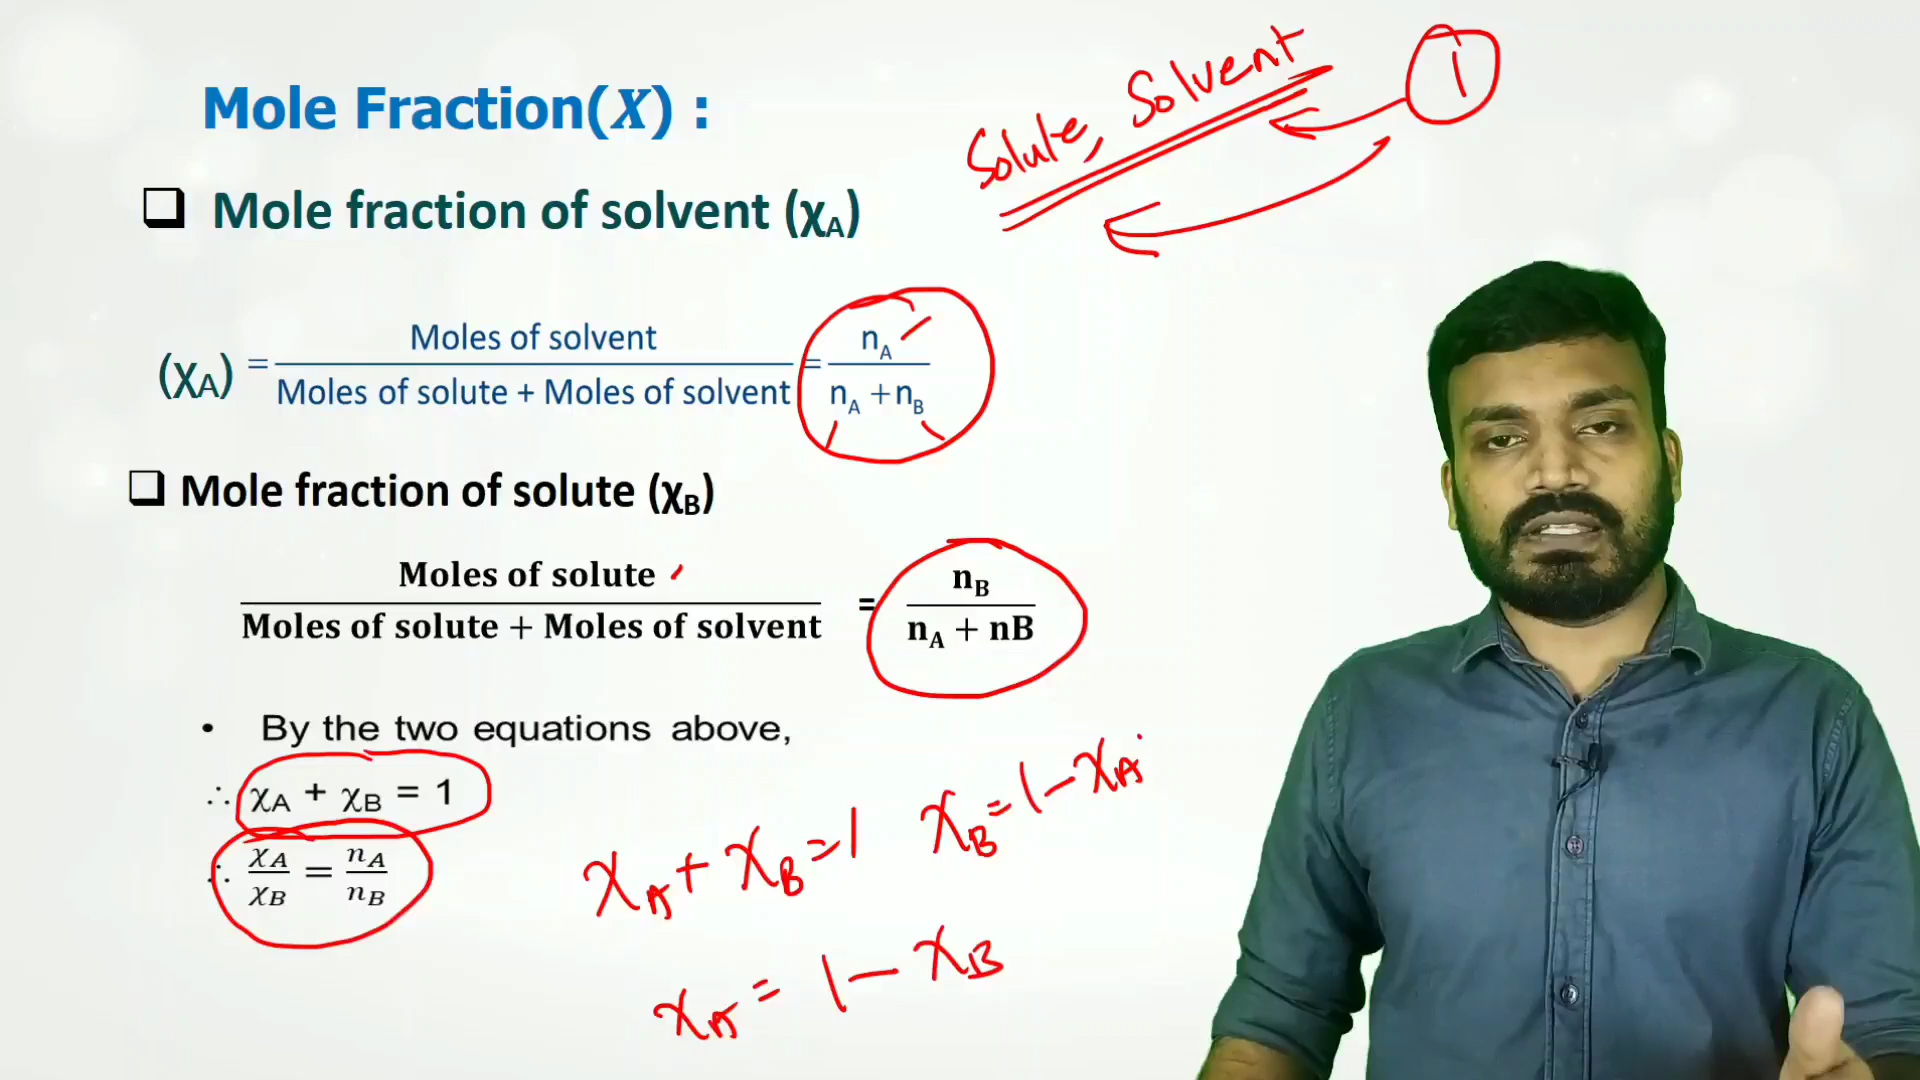 Mole Fraction(X) :
Solute, Solvent
1
❑ Mole fraction of solvent (χA)
(χA) = Moles of solvent / Moles of solute + Moles of solvent = nA / nA +nB
❑ Mole fraction of solute (χB)
Moles of solute / Moles of solute + Moles of solvent = nB / nA + nB
• By the two equations above,
∴ χA + χB = 1
∴ χA / χB = nA / nB
χA + χB = 1
χB = 1 - χA
χA = 1 - χB